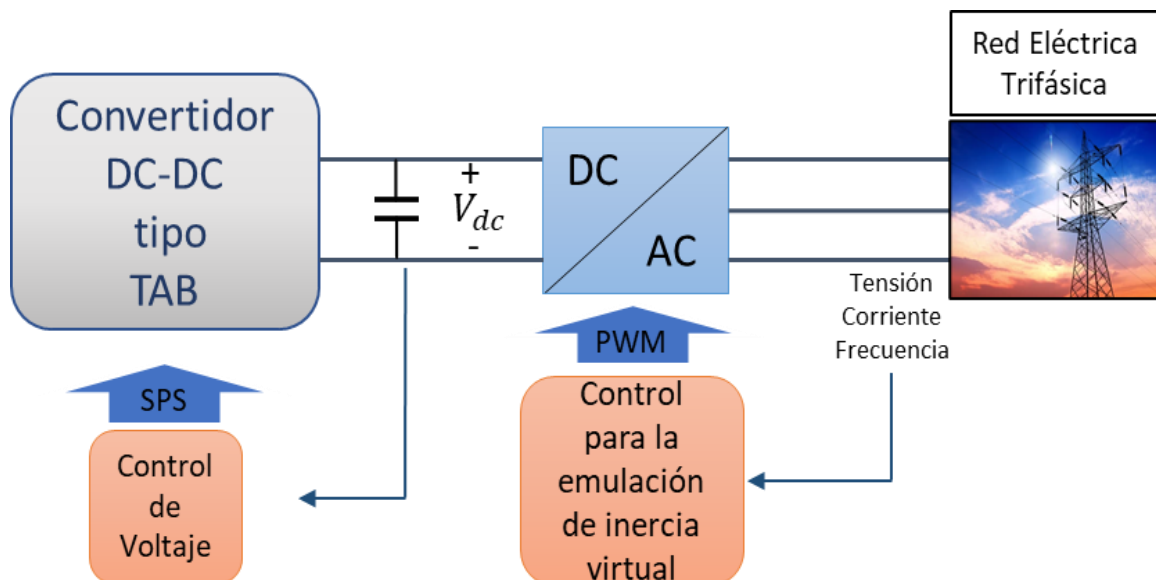 Convertidor
DC-DC
tipo
TAB
+
V_dc
-
DC
AC
Red Eléctrica
Trifásica
Tensión
Corriente
Frecuencia
SPS
PWM
Control
de
Voltaje
Control
para la
emulación
de inercia
virtual